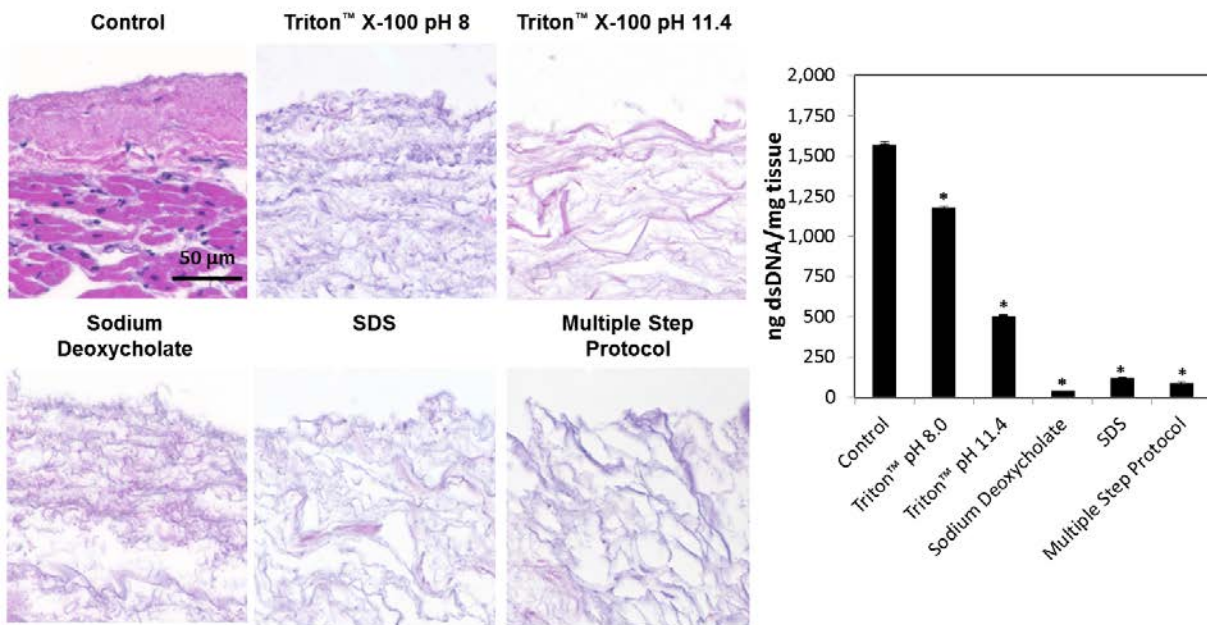 Control
Triton™ X-100 pH 8
Triton™ X-100 pH 11.4
50 µm
Sodium
Deoxycholate
SDS
Multiple Step
Protocol
ng dsDNA/mg tissue
2,000
1,750
1,500
1,250
1,000
750
500
250
0
*
*
*
*
*
Control
Triton™ pH 8.0
Triton™ pH 11.4
Sodium Deoxycholate
SDS
Multiple Step Protocol